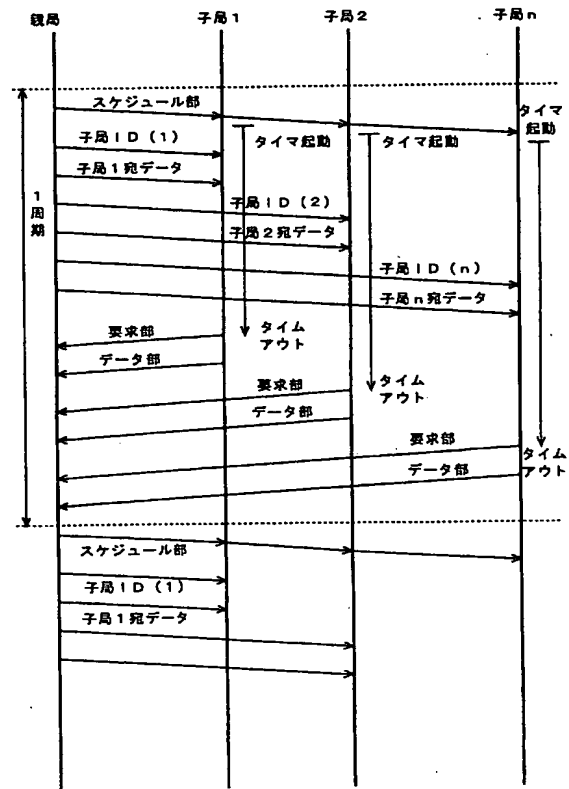 親局
子局1
子局2
子局n
スケジュール部
タイマ
起動
タイマ起動
タイマ起動
子局ID(1)
子局1宛データ
1
周
期
子局ID(2)
子局2宛データ
子局ID(n)
子局n宛データ
要求部
タイム
アウト
データ部
要求部
タイム
アウト
データ部
要求部
タイム
アウト
データ部
スケジュール部
子局ID(1)
子局1宛データ